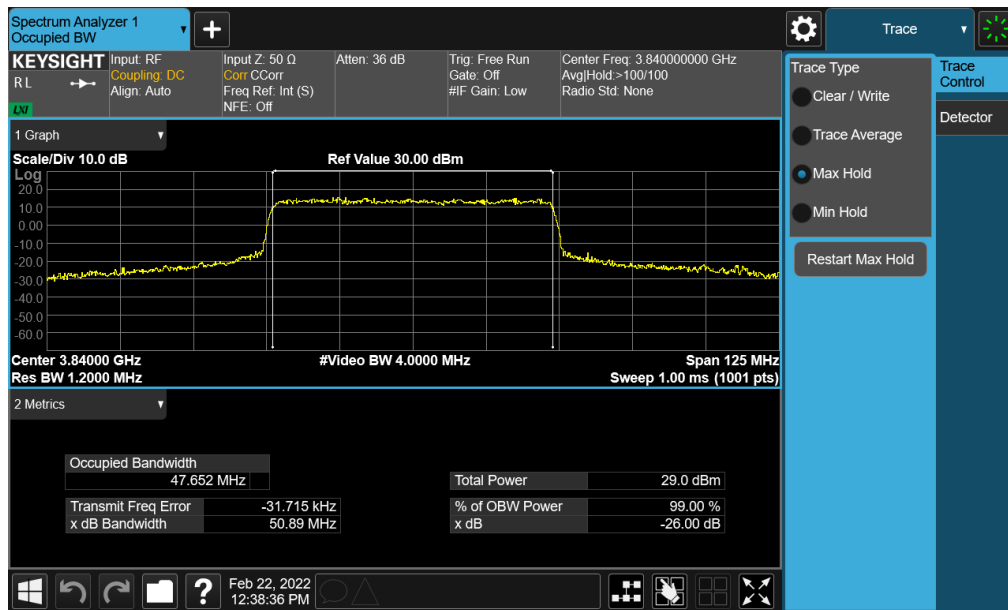 Spectrum Analyzer 1
Occupied BW
+
Trace
KEYSIGHT
R L
LXI
Input: RF
Coupling: DC
Align: Auto
Input Z: 50 Ω
Corr CCorr
Freq Ref: Int (S)
NFE: Off
Atten: 36 dB
Trig: Free Run
Gate: Off
#IF Gain: Low
Center Freq: 3.840000000 GHz
Avg|Hold:>100/100
Radio Std: None
Trace Type
Clear / Write
Trace Average
Max Hold
Min Hold
Restart Max Hold
Trace
Control
Detector
1 Graph
Scale/Div 10.0 dB
Ref Value 30.00 dBm
Log
20.0
10.0
0.00
-10.0
-20.0
-30.0
-40.0
-50.0
-60.0
Center 3.84000 GHz
#Video BW 4.0000 MHz
Span 125 MHz
Res BW 1.2000 MHz
Sweep 1.00 ms (1001 pts)
2 Metrics
Occupied Bandwidth
47.652 MHz
Total Power 29.0 dBm
Transmit Freq Error -31.715 kHz
% of OBW Power 99.00 %
x dB Bandwidth 50.89 MHz
x dB -26.00 dB
?
Feb 22, 2022
12:38:36 PM